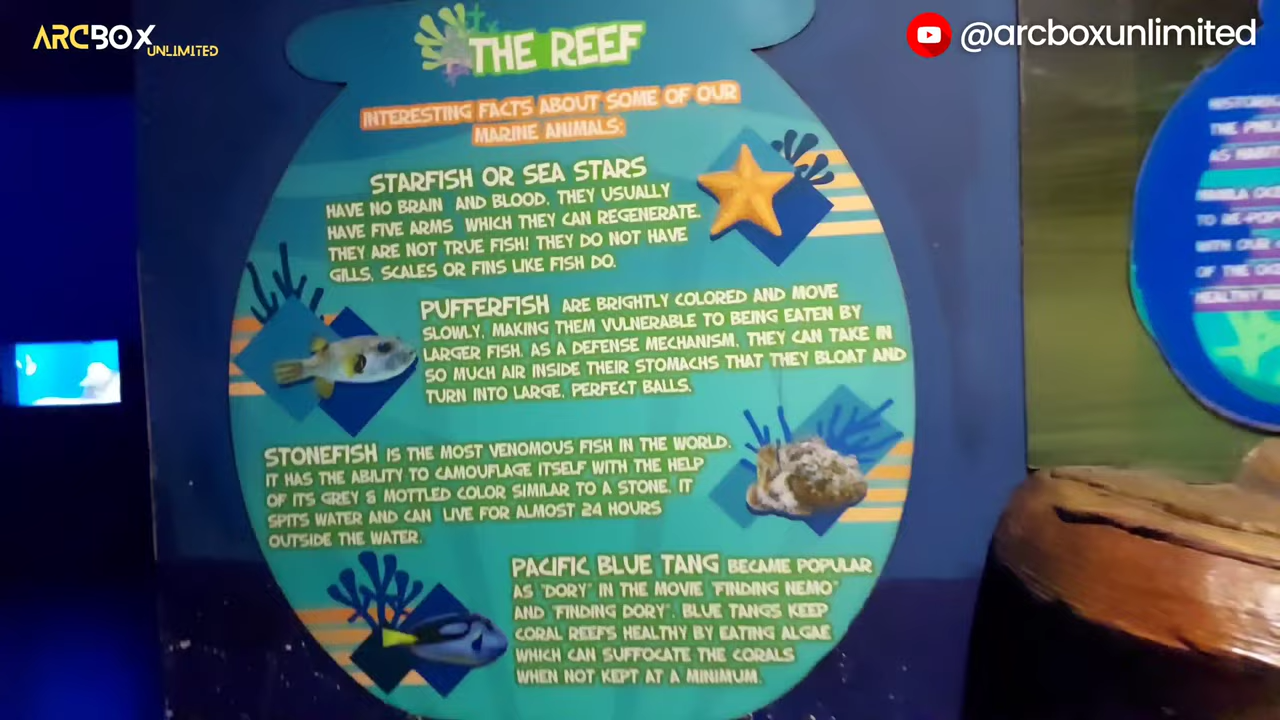 ARCBOX
UNLIMITED
@arcboxunlimited
THE REEF
INTERESTING FACTS ABOUT SOME OF OUR
MARINE ANIMALS:
STARFISH OR SEA STARS
HAVE NO BRAIN AND BLOOD. THEY USUALLY
HAVE FIVE ARMS WHICH THEY CAN REGENERATE.
THEY ARE NOT TRUE FISH! THEY DO NOT HAVE
GILLS, SCALES OR FINS LIKE FISH DO.
PUFFERFISH ARE BRIGHTLY COLORED AND MOVE
SLOWLY, MAKING THEM VULNERABLE TO BEING EATEN BY
LARGER FISH. AS A DEFENSE MECHANISM, THEY CAN TAKE IN
SO MUCH AIR INSIDE THEIR STOMACHS THAT THEY BLOAT AND
TURN INTO LARGE, PERFECT BALLS.
STONEFISH IS THE MOST VENOMOUS FISH IN THE WORLD.
IT HAS THE ABILITY TO CAMOUFLAGE ITSELF WITH THE HELP
OF ITS GREY & MOTTLED COLOR SIMILAR TO A STONE. IT
SPITS WATER AND CAN LIVE FOR ALMOST 24 HOURS
OUTSIDE THE WATER.
PACIFIC BLUE TANG BECAME POPULAR
AS "DORY" IN THE MOVIE "FINDING NEMO"
AND "FINDING DORY". BLUE TANGS KEEP
CORAL REEFS HEALTHY BY EATING ALGAE
WHICH CAN SUFFOCATE THE CORALS
WHEN NOT KEPT AT A MINIMUM.
THE
AS
TO
WITH OUR
OF THE
HEALTHY